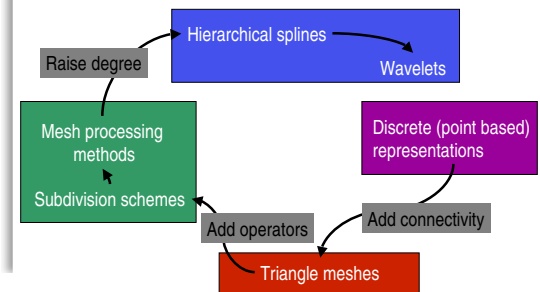 Hierarchical splines
Raise degree
Wavelets
Mesh processing
methods
Discrete (point based)
representations
Subdivision schemes
Add connectivity
Add operators
Triangle meshes